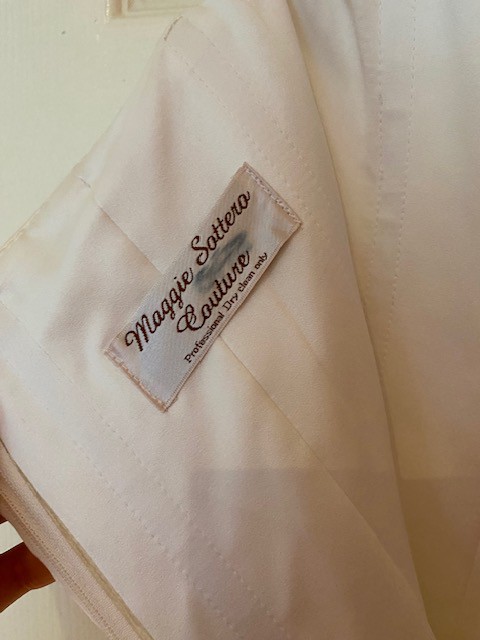 Maggie Sottero
Couture
Professional Dry clean only